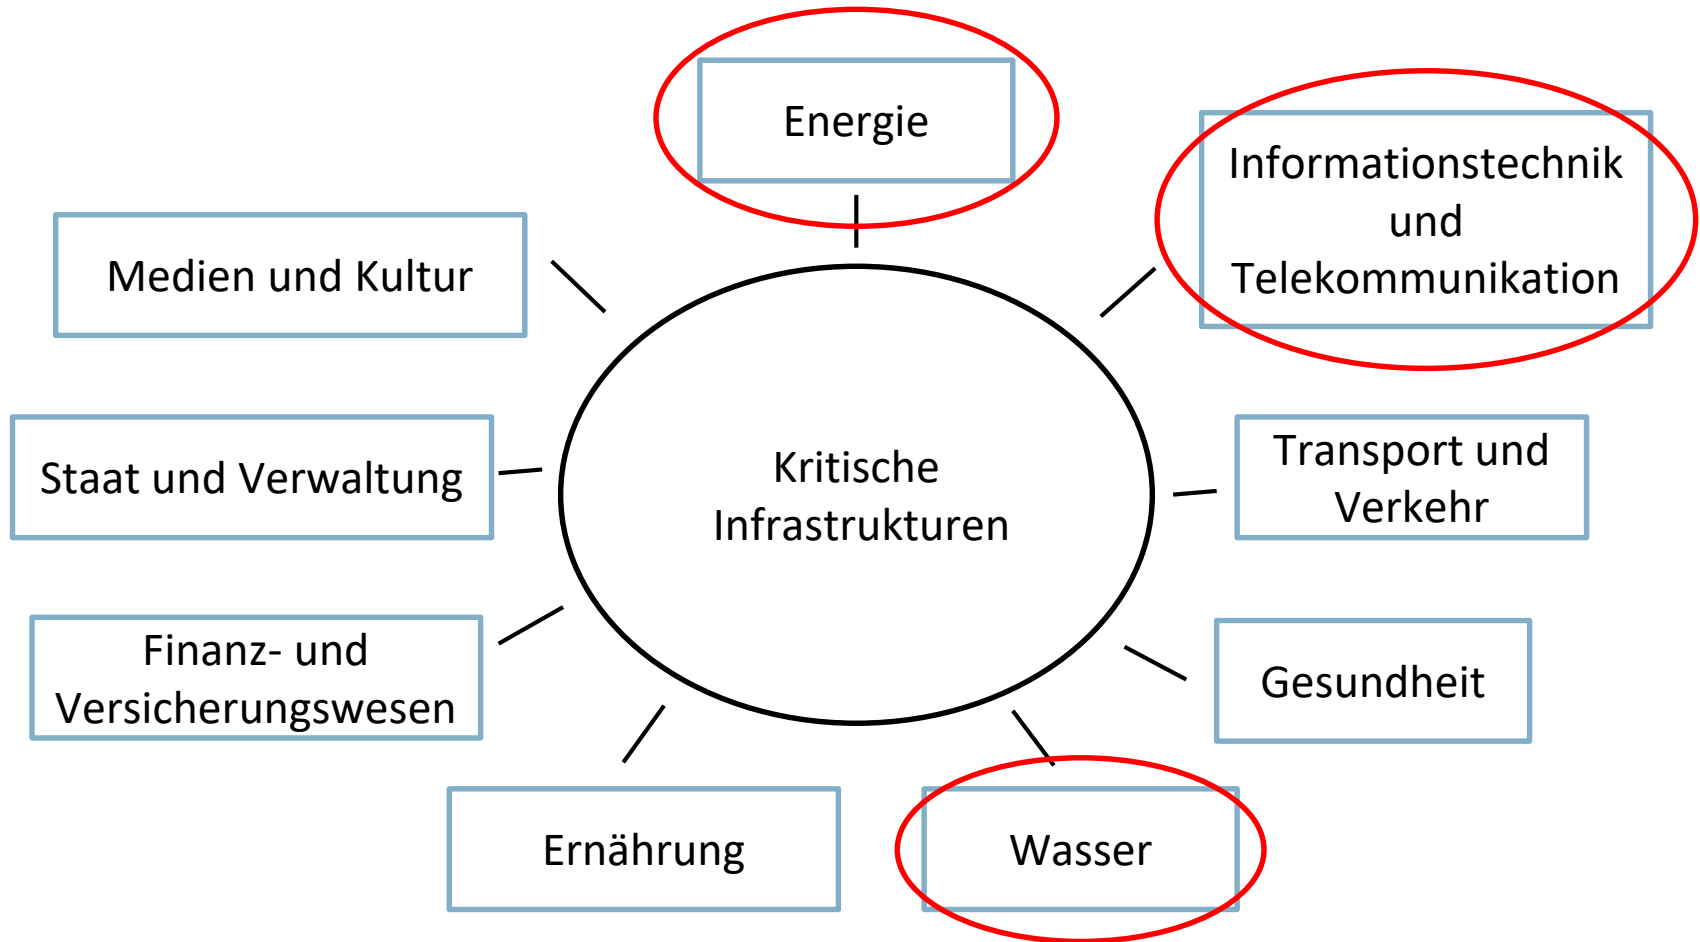 Energie
Informationstechnik
und
Telekommunikation
Medien und Kultur
Staat und Verwaltung
Kritische
Infrastrukturen
Transport und
Verkehr
Finanz- und
Versicherungswesen
Gesundheit
Ernährung
Wasser